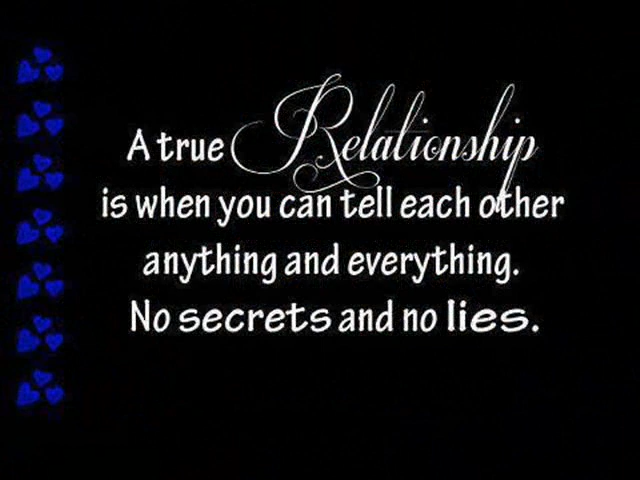 A true Relationship
is when you can tell each other
anything and everything.
No secrets and no lies.